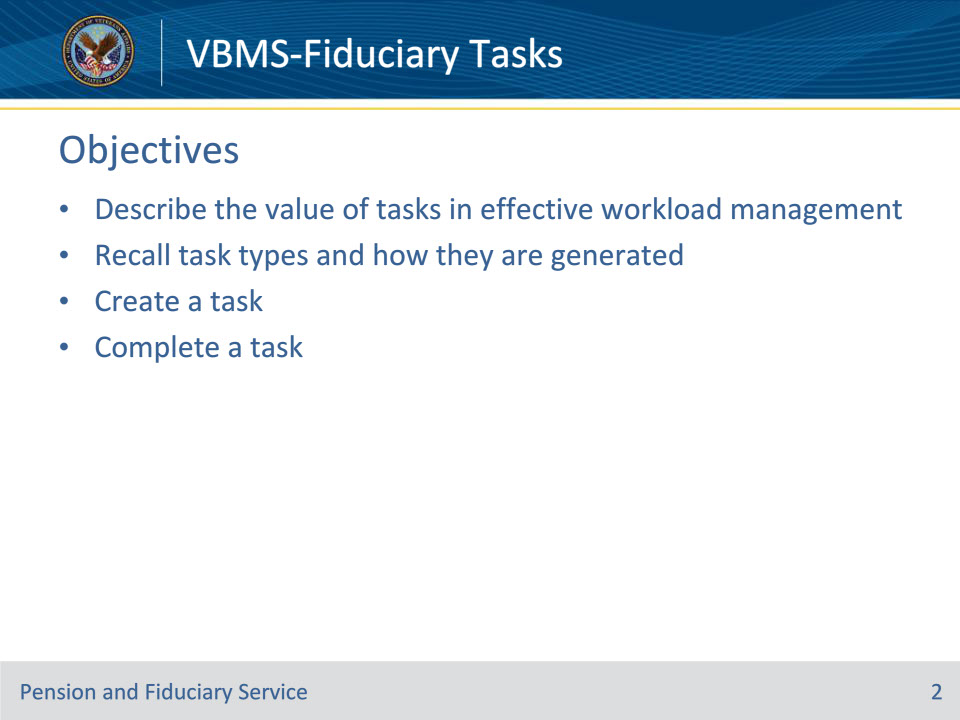 VBMS-Fiduciary Tasks
Objectives
• Describe the value of tasks in effective workload management
• Recall task types and how they are generated
• Create a task
• Complete a task
Pension and Fiduciary Service
2